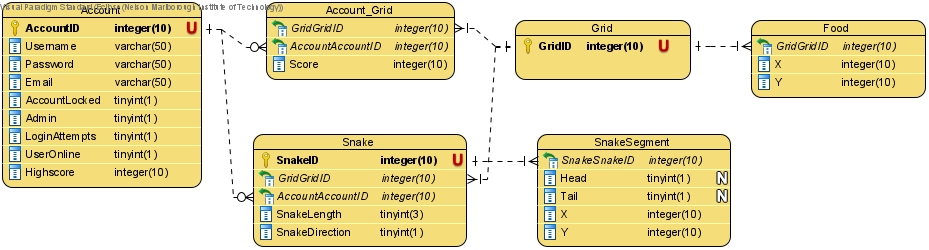 Visual Paradigm Standard (Feliore (Nelson Marlborough Institute of Technology))
Account
AccountID integer(10) U
Username varchar(50)
Password varchar(50)
Email varchar(50)
AccountLocked tinyint(1)
Admin tinyint(1)
LoginAttempts tinyint(1)
UserOnline tinyint(1)
Highscore integer(10)
Account_Grid
GridGridID integer(10)
AccountAccountID integer(10)
Score integer(10)
Grid
GridID integer(10) U
Food
GridGridID integer(10)
X integer(10)
Y integer(10)
Snake
SnakeID integer(10) U
GridGridID integer(10)
AccountAccountID integer(10)
SnakeLength tinyint(3)
SnakeDirection tinyint(1)
SnakeSegment
SnakeSnakeID integer(10)
Head tinyint(1) N
Tail tinyint(1) N
X integer(10)
Y integer(10)